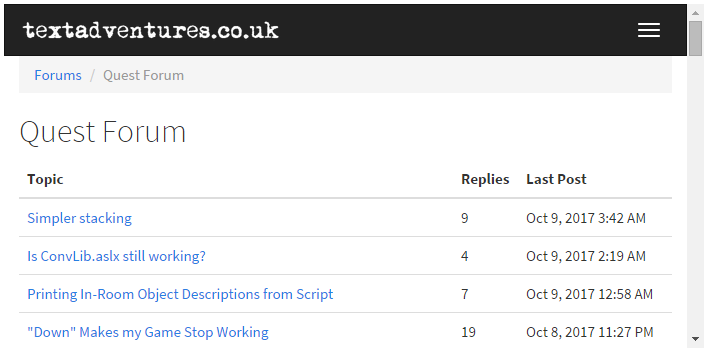 textadventures.co.uk
Forums / Quest Forum
Quest Forum
Topic Replies Last Post
Simpler stacking 9 Oct 9, 2017 3:42 AM
Is ConvLib.aslx still working? 4 Oct 9, 2017 2:19 AM
Printing In-Room Object Descriptions from Script 7 Oct 9, 2017 12:58 AM
"Down" Makes my Game Stop Working 19 Oct 8, 2017 11:27 PM